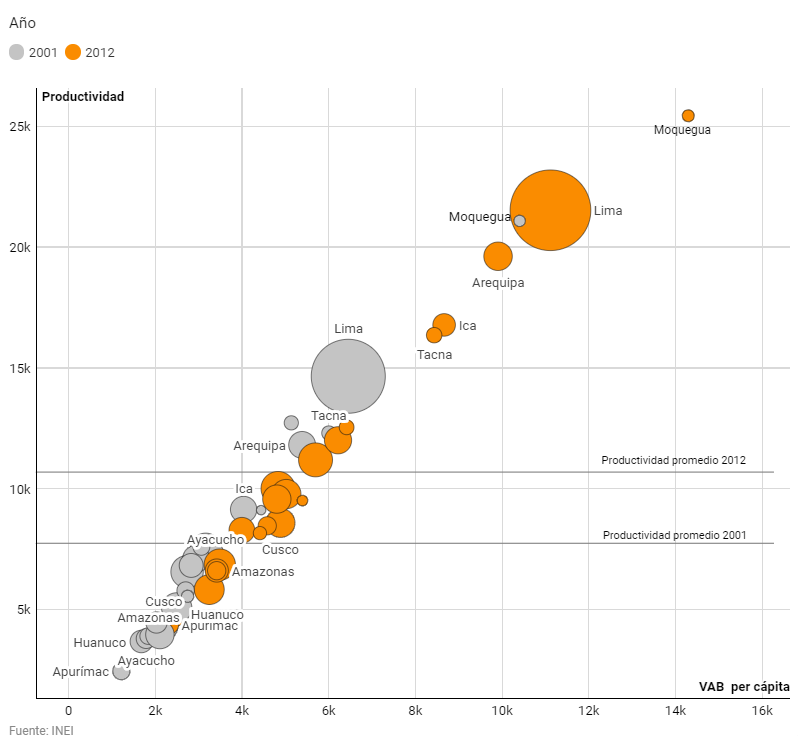 Año
2001 2012
Productividad
25k
Moquegua
Moquegua
Lima
20k
Arequipa
Lima
Ica
Tacna
15k
Tacna
Arequipa
Productividad promedio 2012
Ica
10k
Productividad promedio 2001
Ayacucho
Cusco
Amazonas
Cusco
5k
Huanuco
Amazonas
Apurimac
Huanuco
Ayacucho
Apurímac
VAB per cápita
0 2k 4k 6k 8k 10k 12k 14k 16k
Fuente: INEI